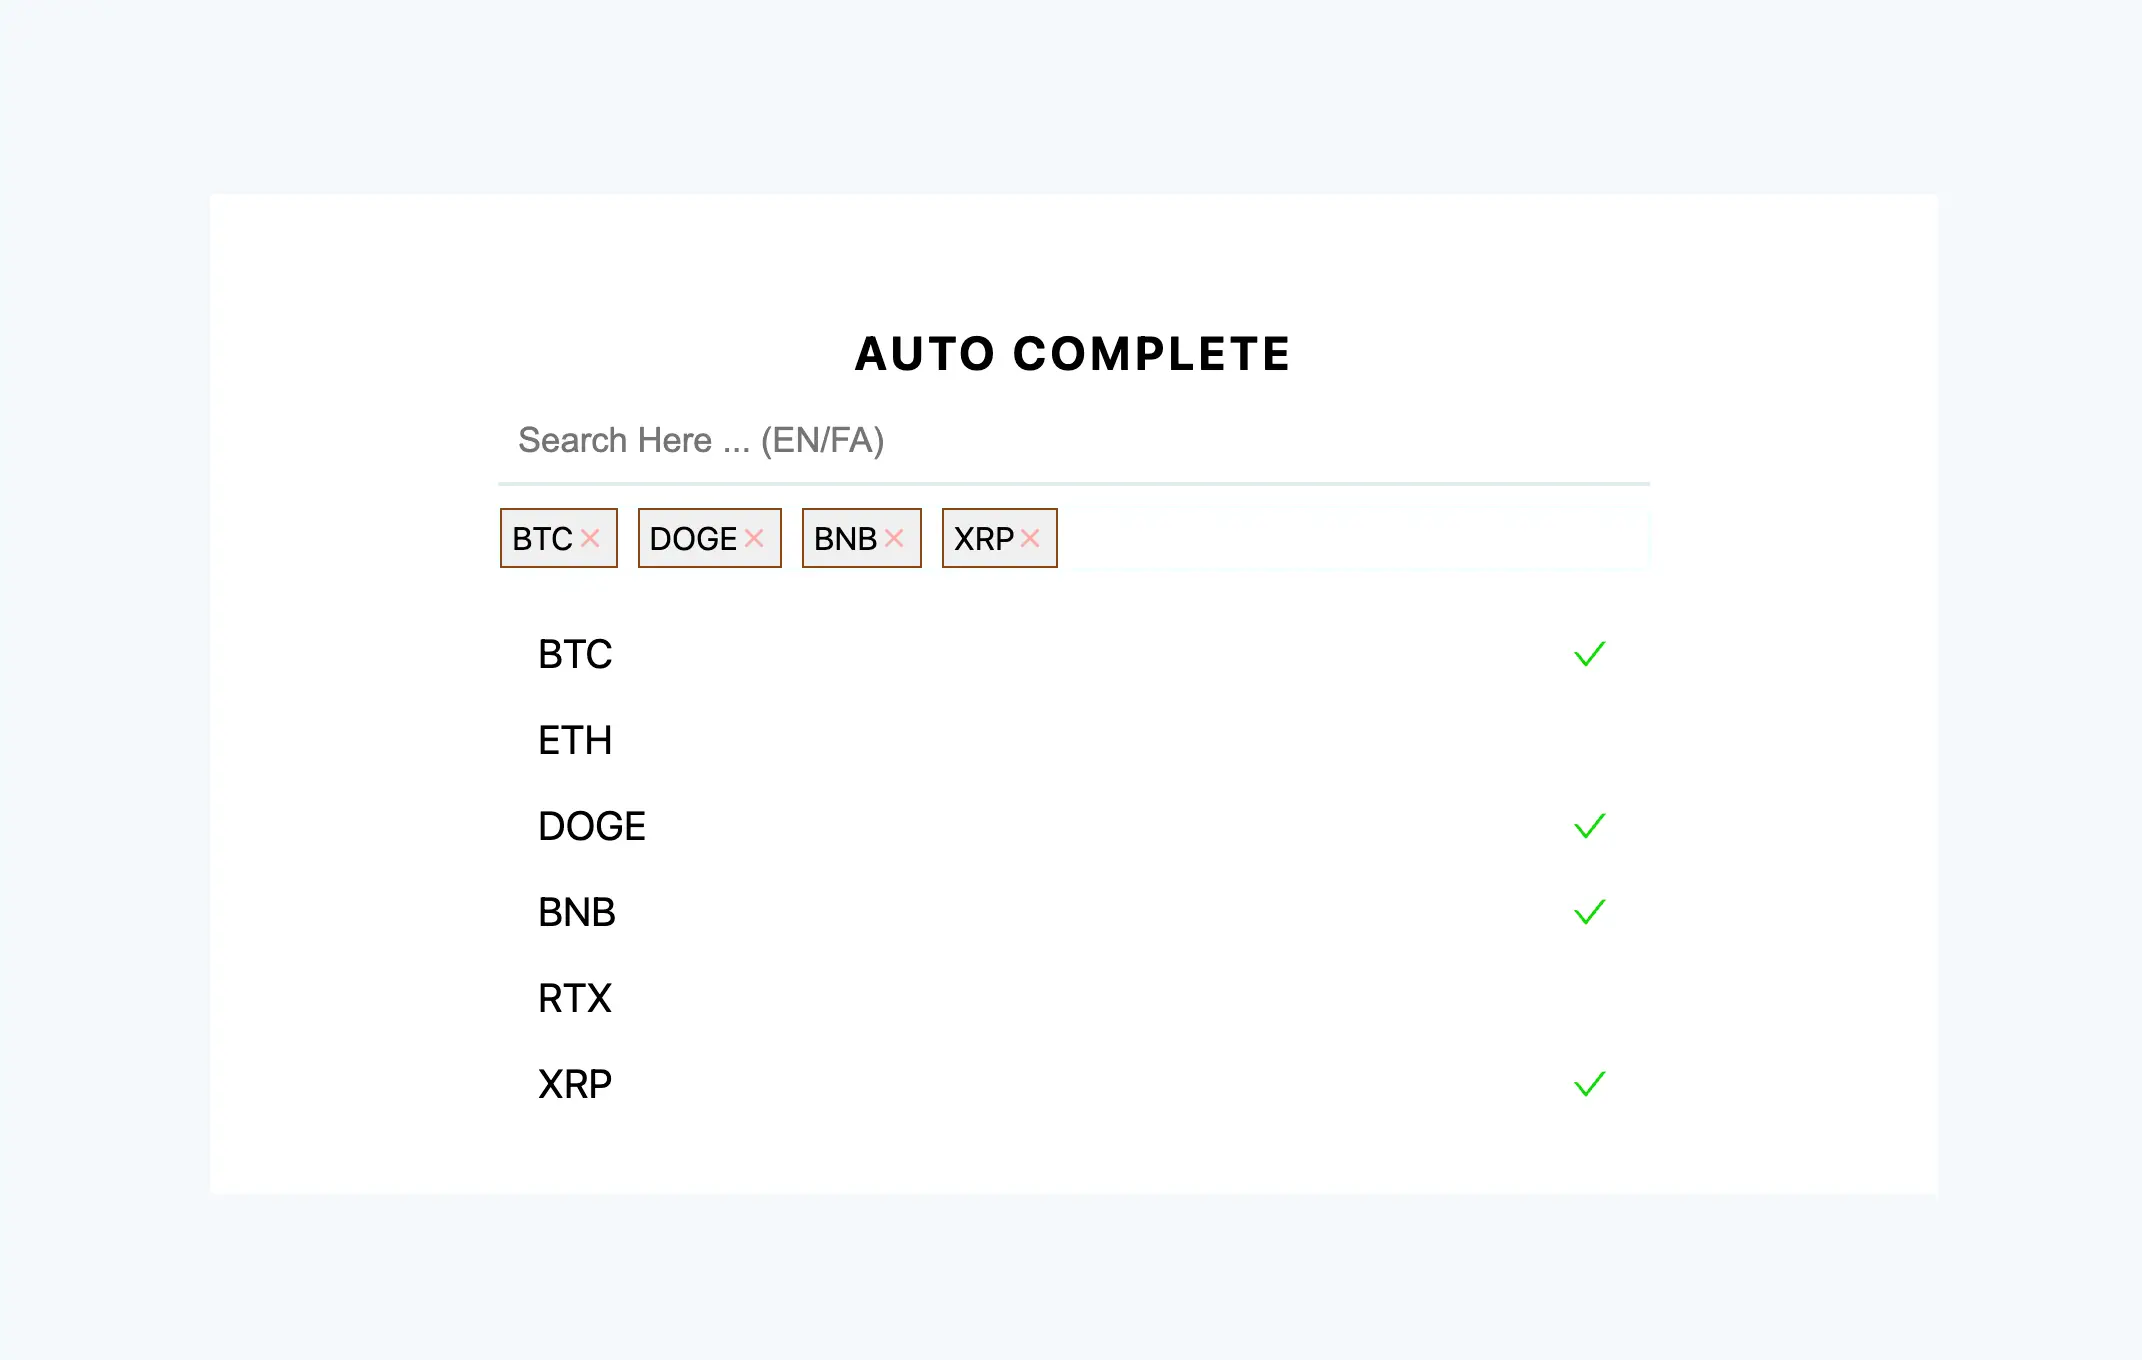 AUTO COMPLETE
Search Here ... (EN/FA)
BTC DOGE BNB XRP
BTC
ETH
DOGE
BNB
RTX
XRP